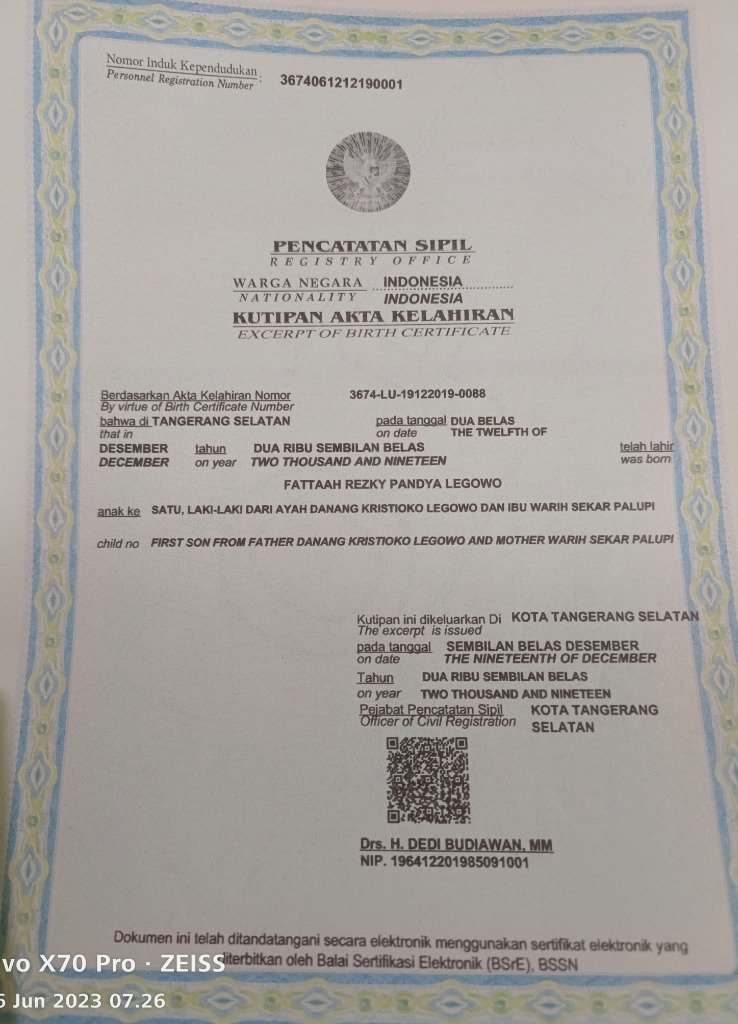 Nomor Induk Kependudukan : 3674061212190001
Personnel Registration Number
PENCATATAN SIPIL
REGISTRY OFFICE
WARGA NEGARA INDONESIA
NATIONALITY INDONESIA
KUTIPAN AKTA KELAHIRAN
EXCERPT OF BIRTH CERTIFICATE
Berdasarkan Akta Kelahiran Nomor 3674-LU-19122019-0088
By virtue of Birth Certificate Number
bahwa di TANGERANG SELATAN pada tanggal DUA BELAS
that in on date THE TWELFTH OF
DESEMBER tahun DUA RIBU SEMBILAN BELAS telah lahir
DECEMBER on year TWO THOUSAND AND NINETEEN was born
FATTAAH REZKY PANDYA LEGOWO
anak ke SATU, LAKI-LAKI DARI AYAH DANANG KRISTIOKO LEGOWO DAN IBU WARIH SEKAR PALUPI
child no FIRST SON FROM FATHER DANANG KRISTIOKO LEGOWO AND MOTHER WARIH SEKAR PALUPI
Kutipan ini dikeluarkan Di KOTA TANGERANG SELATAN
The excerpt is issued
pada tanggal SEMBILAN BELAS DESEMBER
on date THE NINETEENTH OF DECEMBER
Tahun DUA RIBU SEMBILAN BELAS
on year TWO THOUSAND AND NINETEEN
Pejabat Pencatatan Sipil KOTA TANGERANG
Officer of Civil Registration SELATAN
Drs. H. DEDI BUDIAWAN, MM
NIP. 196412201985091001
Dokumen ini telah ditandatangani secara elektronik menggunakan sertifikat elektronik yang
diterbitkan oleh Balai Sertifikasi Elektronik (BSrE), BSSN
vo X70 Pro · ZEISS
Jun 2023 07.26